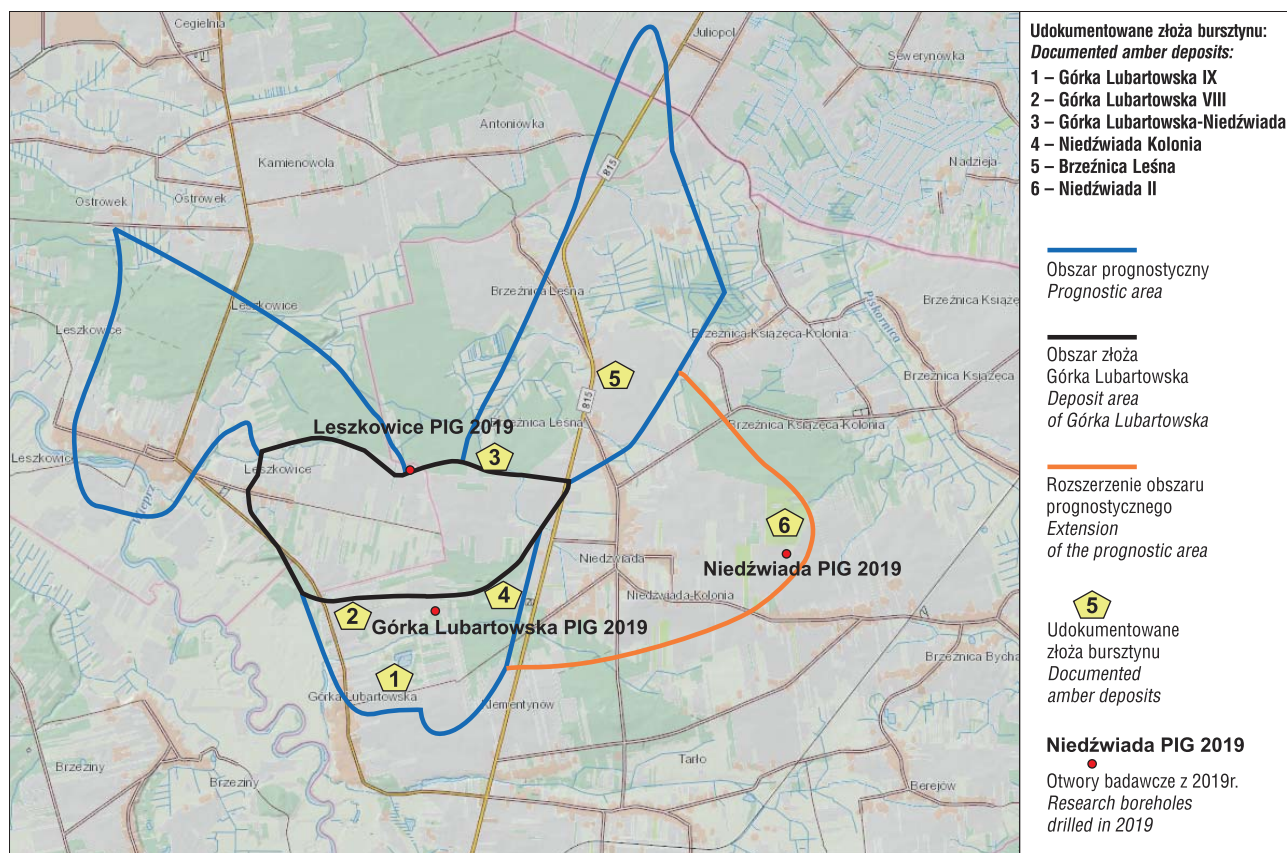 Cegielnia
Juliopol
Sewerynówka
Antoniówka
815
Kamienowola
Nadzieja
Ostrowek
Ostrowek
Leszkowice
Brzeźnica Leśna
Piskornica
Brzeźnica Książę
Leszkowice
Brzeźnica Książęca-Kolonia
5
Brzeźnica Książęca
815
Leszkowice PIG 2019
Brzeźnica Leśna
Brzeźnica Książęca-Kolonia
Leszkowice
Leszkowice
3
Wieprz
6
Niedźwiada
Niedźwiada PIG 2019
4
Niedźwiada-Kolonia
2
Górka Lubartowska PIG 2019
Brzeźnica Bycha
1
Górka Lubartowska
Klementynów
Tarło
Brzeziny
Brzeziny
Berejów
Udokumentowane złoża bursztynu:
Documented amber deposits:
1 – Górka Lubartowska IX
2 – Górka Lubartowska VIII
3 – Górka Lubartowska-Niedźwiada
4 – Niedźwiada Kolonia
5 – Brzeźnica Leśna
6 – Niedźwiada II
Obszar prognostyczny
Prognostic area
Obszar złoża
Górka Lubartowska
Deposit area
of Górka Lubartowska
Rozszerzenie obszaru
prognostycznego
Extension
of the prognostic area
5
Udokumentowane
złoża bursztynu
Documented
amber deposits
Niedźwiada PIG 2019
Otwory badawcze z 2019r.
Research boreholes
drilled in 2019